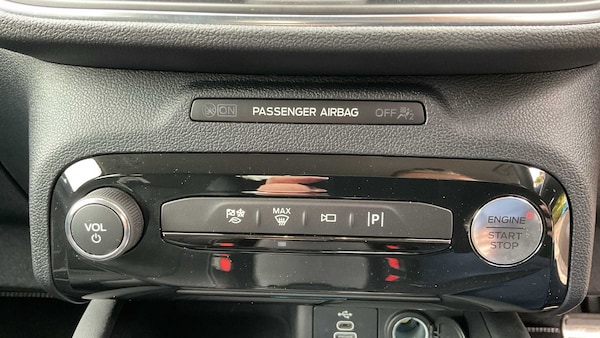 ON PASSENGER AIRBAG OFF
MAX
VOL
P
ENGINE
START
STOP